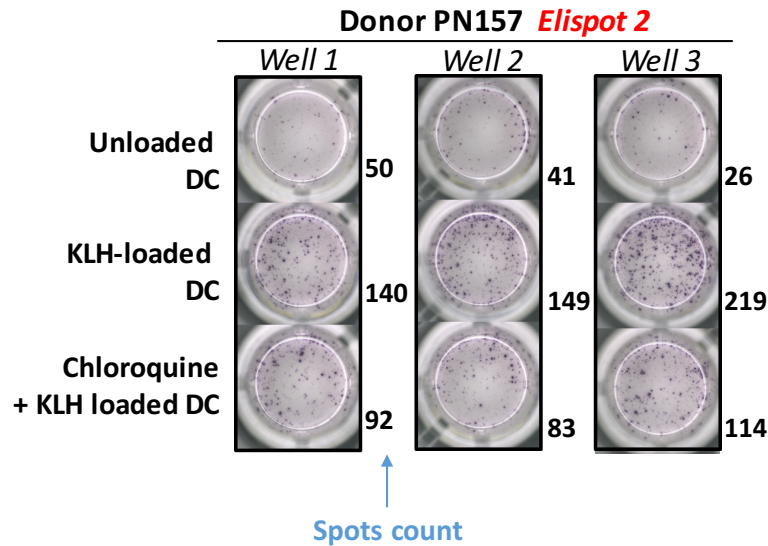 Donor PN157 Elispot 2
Well 1 Well 2 Well 3
Unloaded
DC
50 41 26
KLH-loaded
DC
140 149 219
Chloroquine
+ KLH loaded DC
92 83 114
Spots count